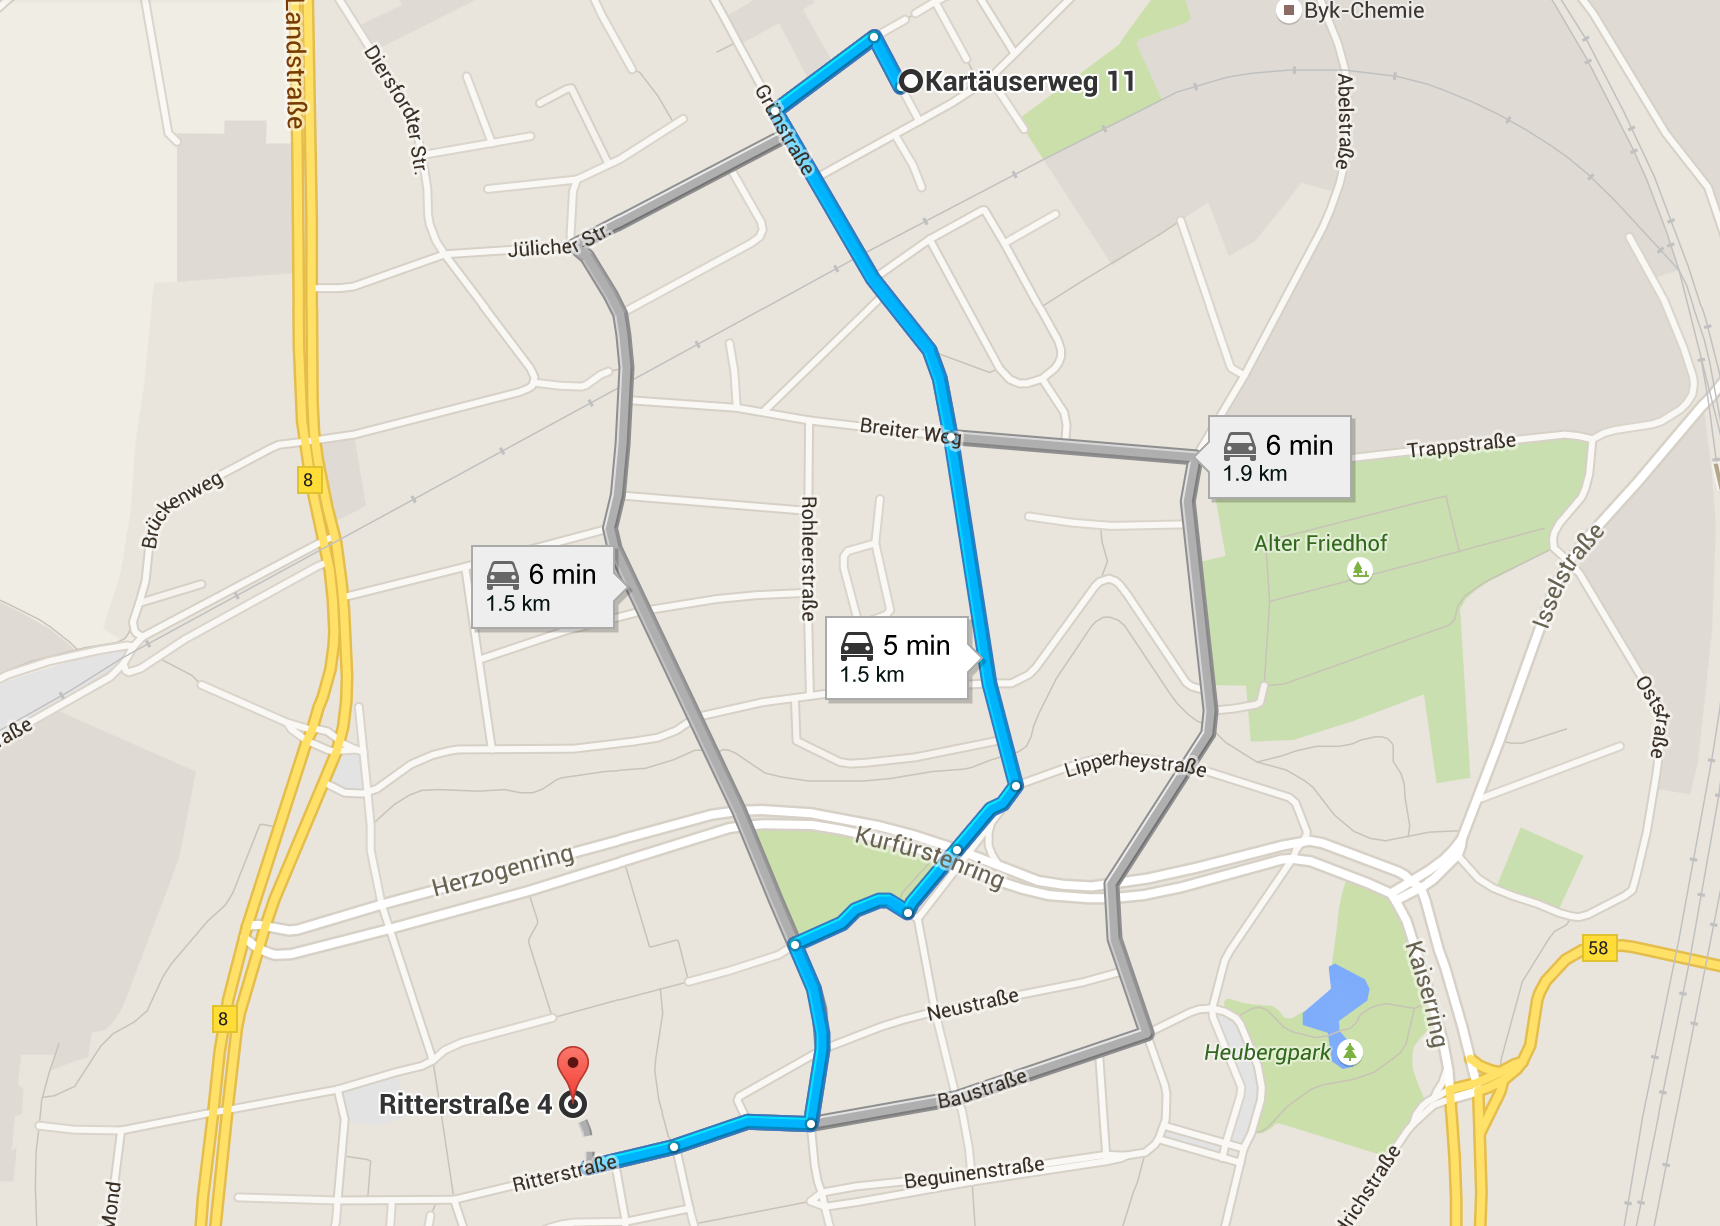 Byk-Chemie
Landstraße
Diersfordter Str.
Grünstraße
Kartäuserweg 11
Abelstraße
Jülicher Str.
Breiter Weg
6 min
1.9 km
Trappstraße
8
Brückenweg
Rohleerstraße
Alter Friedhof
Isselstraße
6 min
1.5 km
5 min
1.5 km
Oststraße
raße
Lipperheystraße
Kurfürstenring
Herzogenring
58
Kaiserring
Neustraße
8
Heubergpark
Ritterstraße 4
Baustraße
Ritterstraße
Beguinenstraße
drichstraße
Mond